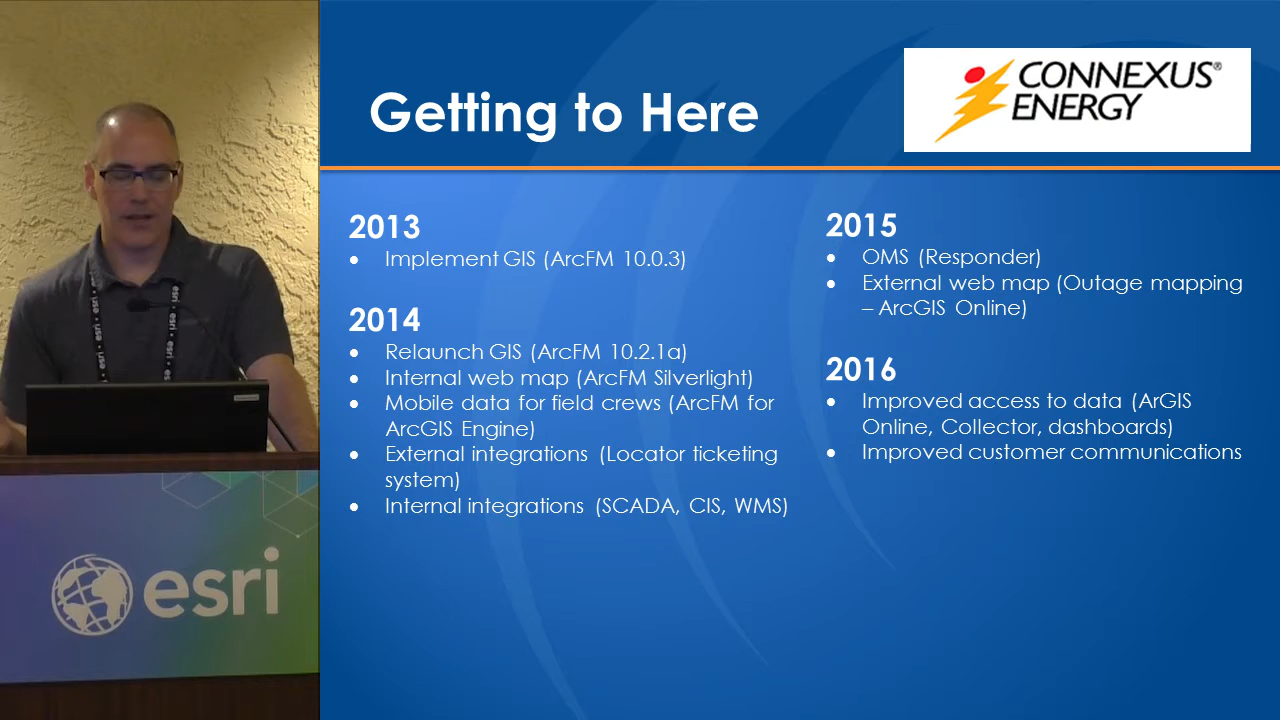 Getting to Here
CONNEXUS®
ENERGY
2013
• Implement GIS (ArcFM 10.0.3)
2014
• Relaunch GIS (ArcFM 10.2.1a)
• Internal web map (ArcFM Silverlight)
• Mobile data for field crews (ArcFM for
ArcGIS Engine)
• External integrations (Locator ticketing
system)
• Internal integrations (SCADA, CIS, WMS)
2015
• OMS (Responder)
• External web map (Outage mapping
– ArcGIS Online)
2016
• Improved access to data (ArGIS
Online, Collector, dashboards)
• Improved customer communications
esri
esri
esri